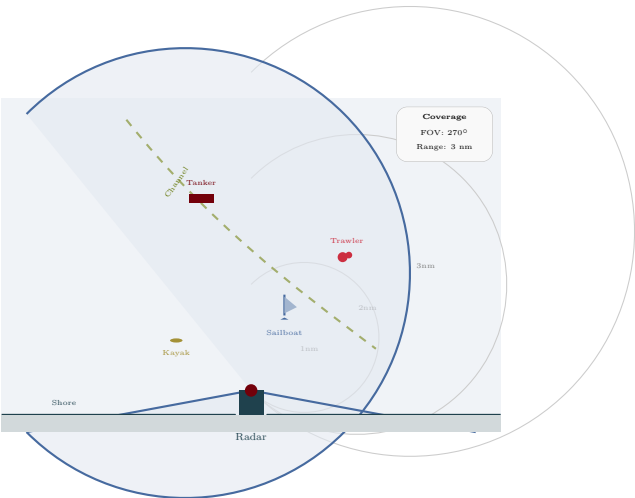 Coverage
FOV: 270°
Range: 3 nm
Channel
Tanker
Trawler
3nm
2nm
Sailboat
1nm
Kayak
Shore
Radar